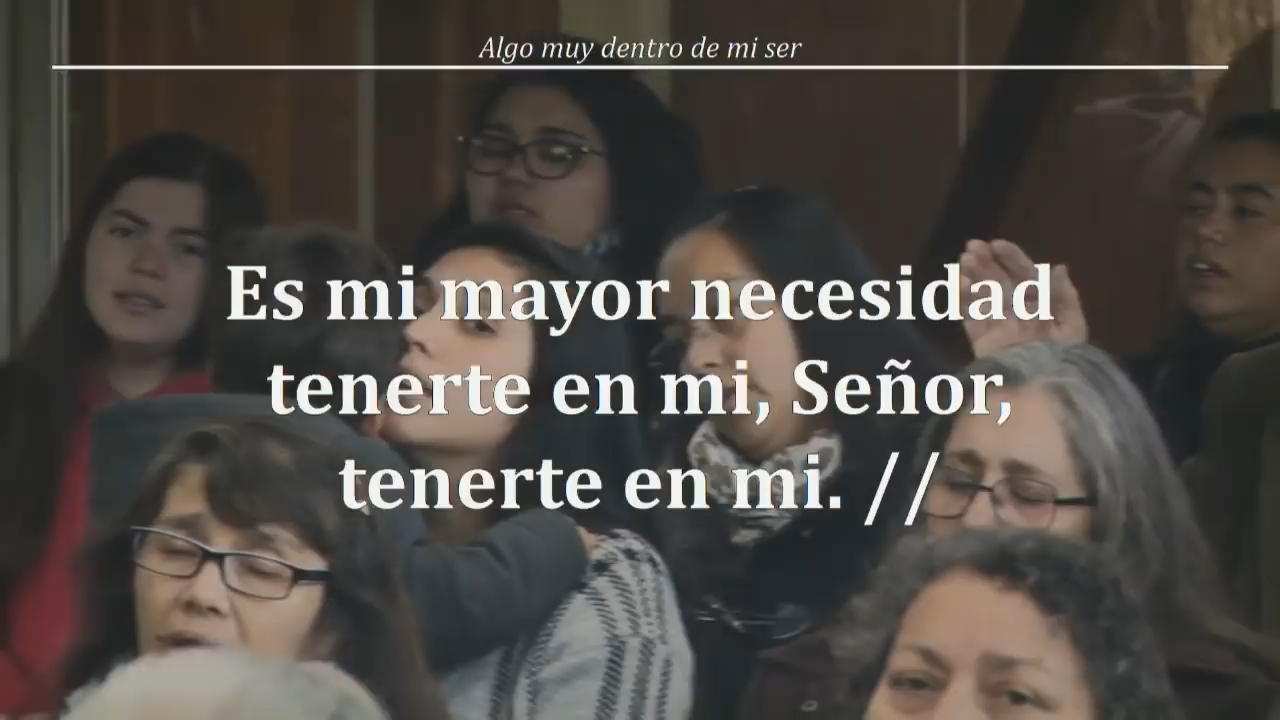 Algo muy dentro de mi ser
Es mi mayor necesidad
tenerte en mi, Señor,
tenerte en mi. //